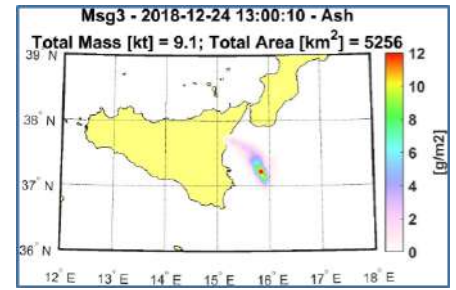 Msg3 - 2018-12-24 13:00:10 - Ash
Total Mass [kt] = 9.1; Total Area [km²] = 5256
39° N
38° N
37° N
36° N
12° E 13° E 14° E 15° E 16° E 17° E 18° E
12
10
8
6
4
2
0
[g/m2]